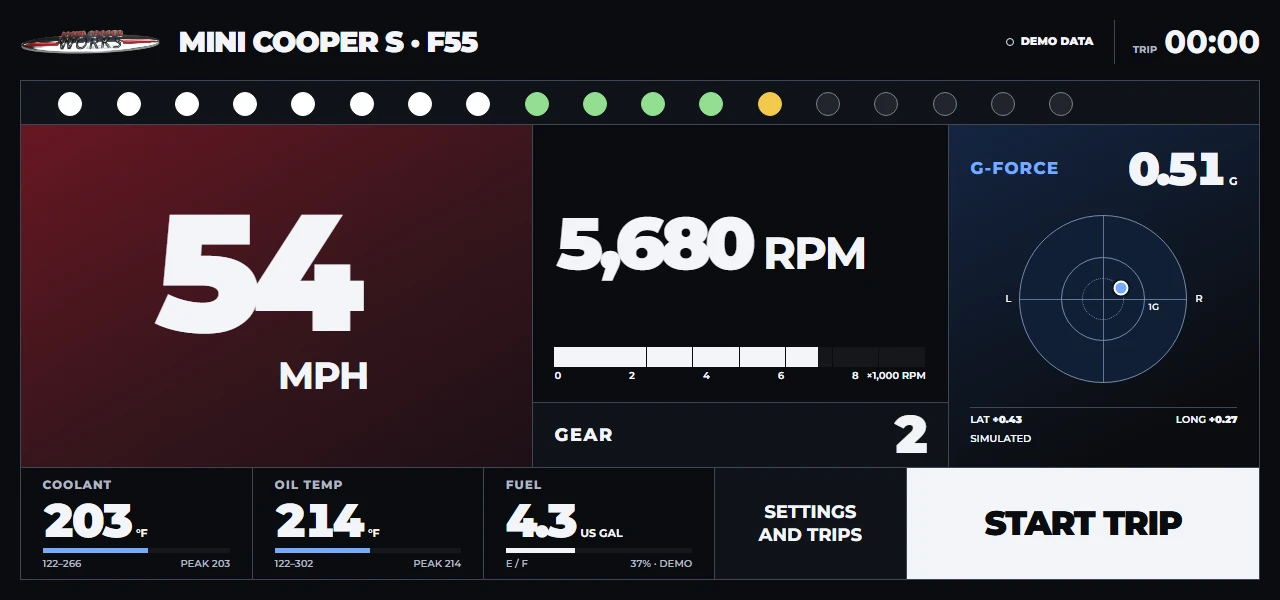 WORKS
MINI COOPER S • F55
DEMO DATA
TRIP 00:00
54
MPH
5,680 RPM
0 2 4 6 8 ×1,000 RPM
GEAR 2
G-FORCE 0.51 G
L R
1G
LAT +0.43 LONG +0.27
SIMULATED
COOLANT
203 °F
122–266 PEAK 203
OIL TEMP
214 °F
122–302 PEAK 214
FUEL
4.3 US GAL
E / F 37% · DEMO
SETTINGS
AND TRIPS
START TRIP